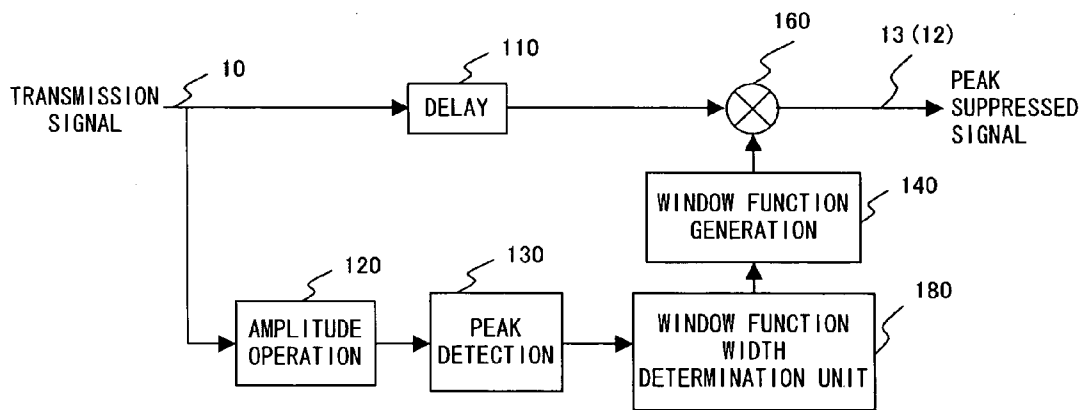 160
13(12)
110
10
TRANSMISSION
SIGNAL
DELAY
PEAK
SUPPRESSED
SIGNAL
WINDOW FUNCTION
GENERATION
140
120
130
180
AMPLITUDE
OPERATION
PEAK
DETECTION
WINDOW FUNCTION
WIDTH
DETERMINATION UNIT